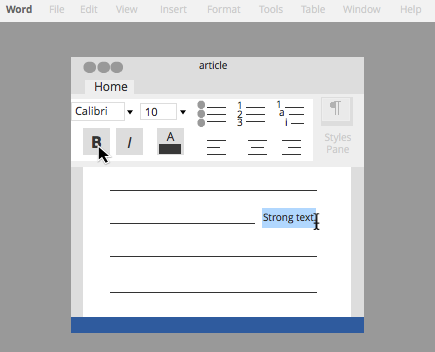 Word File Edit View Insert Format Tools Table Window Help
article
Home
Calibri 10 1 2 3 1 a i ¶
B I A Styles Pane
Strong text